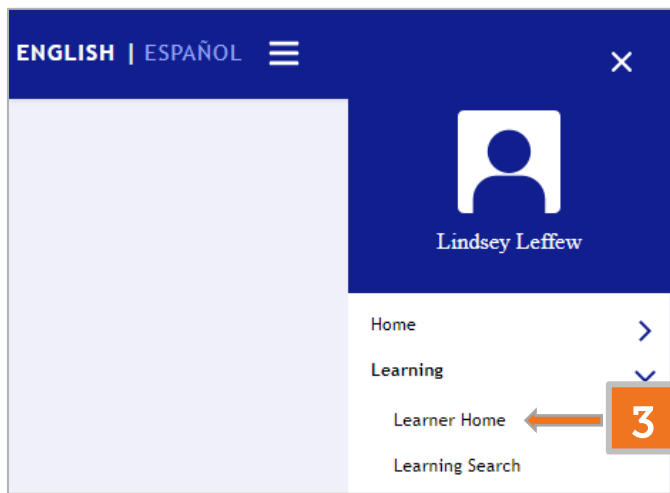 ENGLISH | ESPAÑOL
Lindsey Leffew
Home
Learning
Learner Home
3
Learning Search